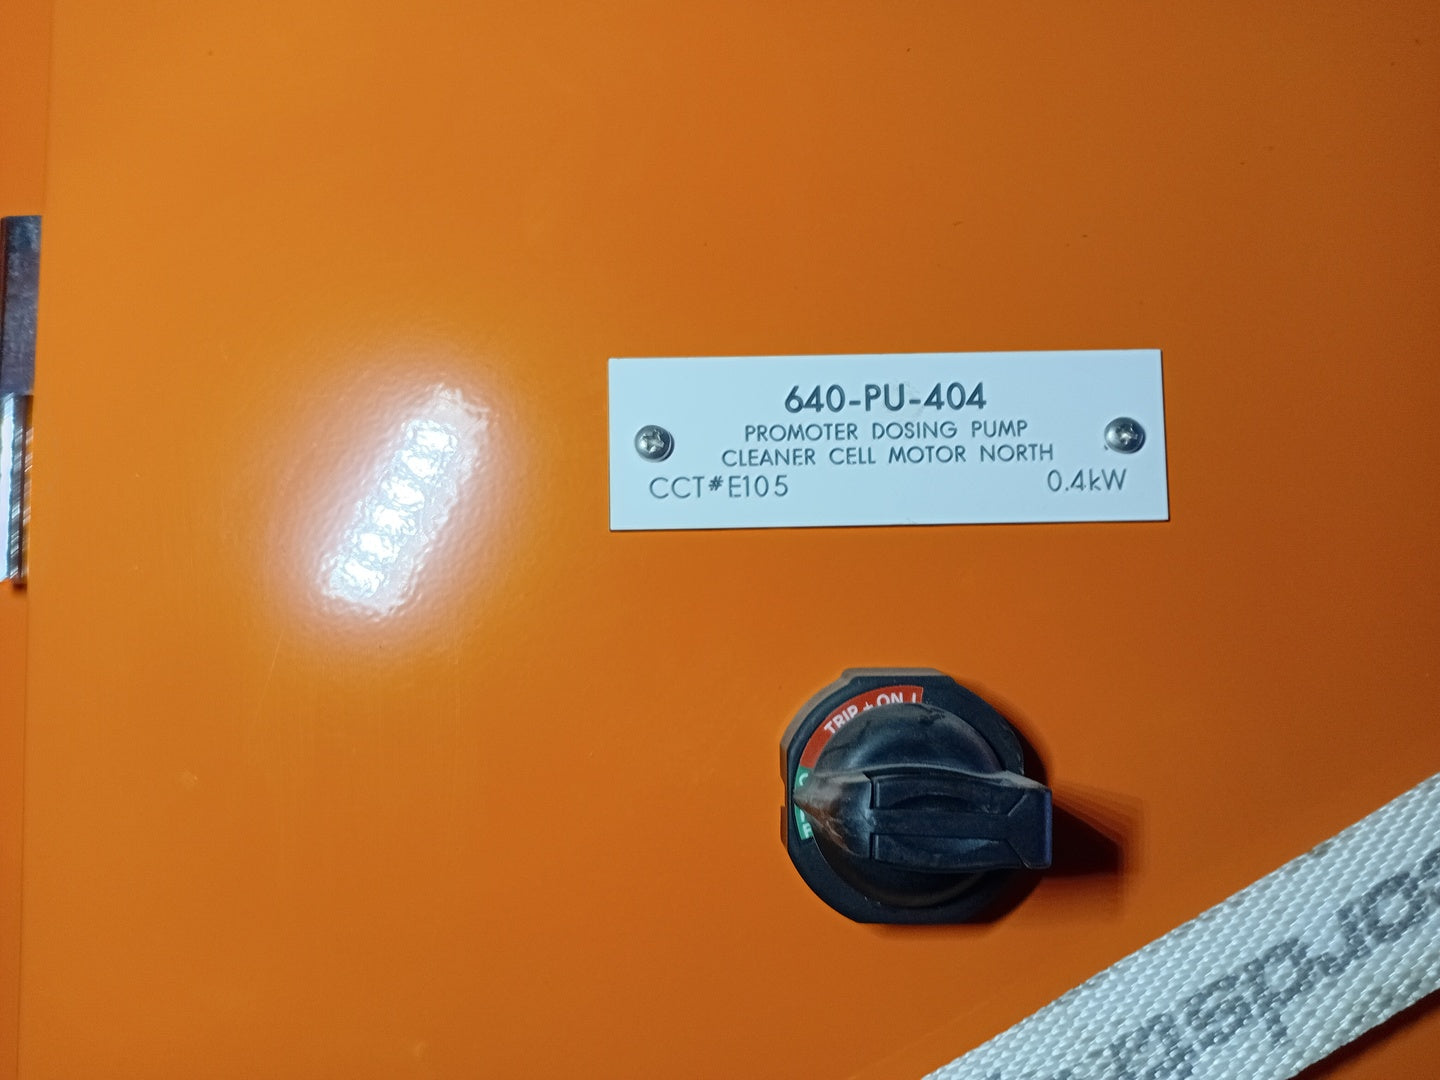 640-PU-404
PROMOTER DOSING PUMP
CLEANER CELL MOTOR NORTH
CCT#E105 0.4kW
TRIP + ON I